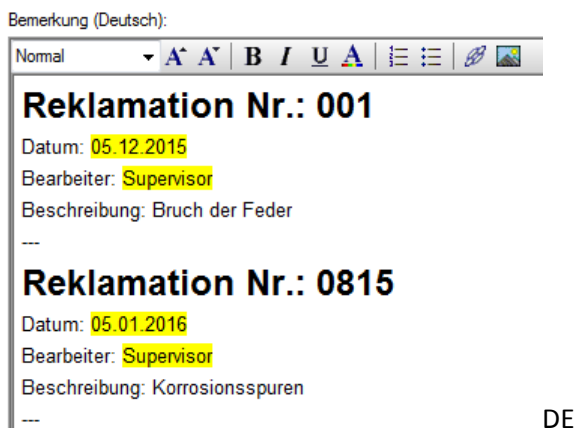 Bemerkung (Deutsch):
Normal A A B I U A
Reklamation Nr.: 001
Datum: 05.12.2015
Bearbeiter: Supervisor
Beschreibung: Bruch der Feder
---
Reklamation Nr.: 0815
Datum: 05.01.2016
Bearbeiter: Supervisor
Beschreibung: Korrosionsspuren
---
DE